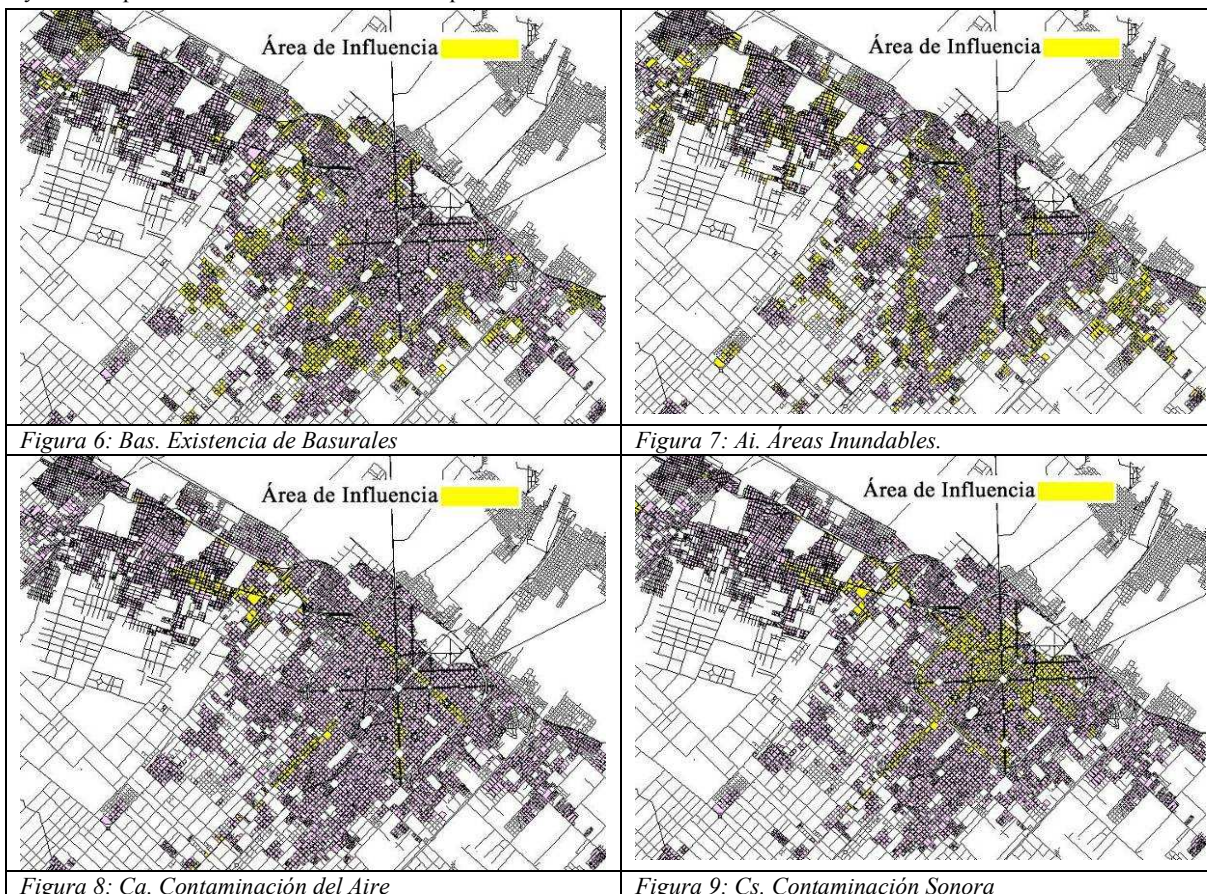 Área de Influencia
Área de Influencia
Figura 6: Bas. Existencia de Basurales
Figura 7: Ai. Áreas Inundables.
Área de Influencia
Área de Influencia
Figura 8: Ca. Contaminación del Aire
Figura 9: Cs. Contaminación Sonora